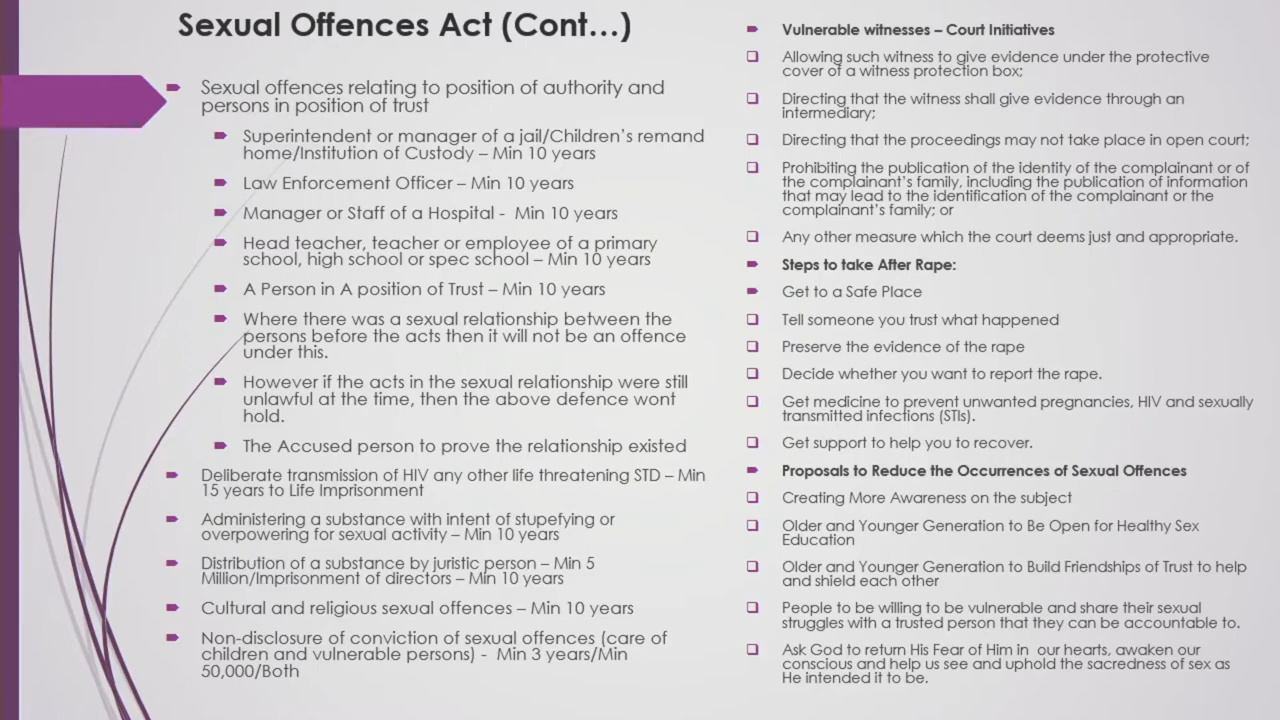 Sexual Offences Act (Cont…)
Sexual offences relating to position of authority and
persons in position of trust
Superintendent or manager of a jail/Children's remand
home/Institution of Custody – Min 10 years
Law Enforcement Officer – Min 10 years
Manager or Staff of a Hospital - Min 10 years
Head teacher, teacher or employee of a primary
school, high school or spec school – Min 10 years
A Person in A position of Trust – Min 10 years
Where there was a sexual relationship between the
persons before the acts then it will not be an offence
under this.
However if the acts in the sexual relationship were still
unlawful at the time, then the above defence wont
hold.
The Accused person to prove the relationship existed
Deliberate transmission of HIV any other life threatening STD – Min
15 years to Life Imprisonment
Administering a substance with intent of stupefying or
overpowering for sexual activity – Min 10 years
Distribution of a substance by juristic person – Min 5
Million/Imprisonment of directors – Min 10 years
Cultural and religious sexual offences – Min 10 years
Non-disclosure of conviction of sexual offences (care of
children and vulnerable persons) - Min 3 years/Min
50,000/Both
Vulnerable witnesses – Court Initiatives
Allowing such witness to give evidence under the protective
cover of a witness protection box;
Directing that the witness shall give evidence through an
intermediary;
Directing that the proceedings may not take place in open court;
Prohibiting the publication of the identity of the complainant or of
the complainant's family, including the publication of information
that may lead to the identification of the complainant or the
complainant's family; or
Any other measure which the court deems just and appropriate.
Steps to take After Rape:
Get to a Safe Place
Tell someone you trust what happened
Preserve the evidence of the rape
Decide whether you want to report the rape.
Get medicine to prevent unwanted pregnancies, HIV and sexually
transmitted infections (STIs).
Get support to help you to recover.
Proposals to Reduce the Occurrences of Sexual Offences
Creating More Awareness on the subject
Older and Younger Generation to Be Open for Healthy Sex
Education
Older and Younger Generation to Build Friendships of Trust to help
and shield each other
People to be willing to be vulnerable and share their sexual
struggles with a trusted person that they can be accountable to.
Ask God to return His Fear of Him in our hearts, awaken our
conscious and help us see and uphold the sacredness of sex as
He intended it to be.